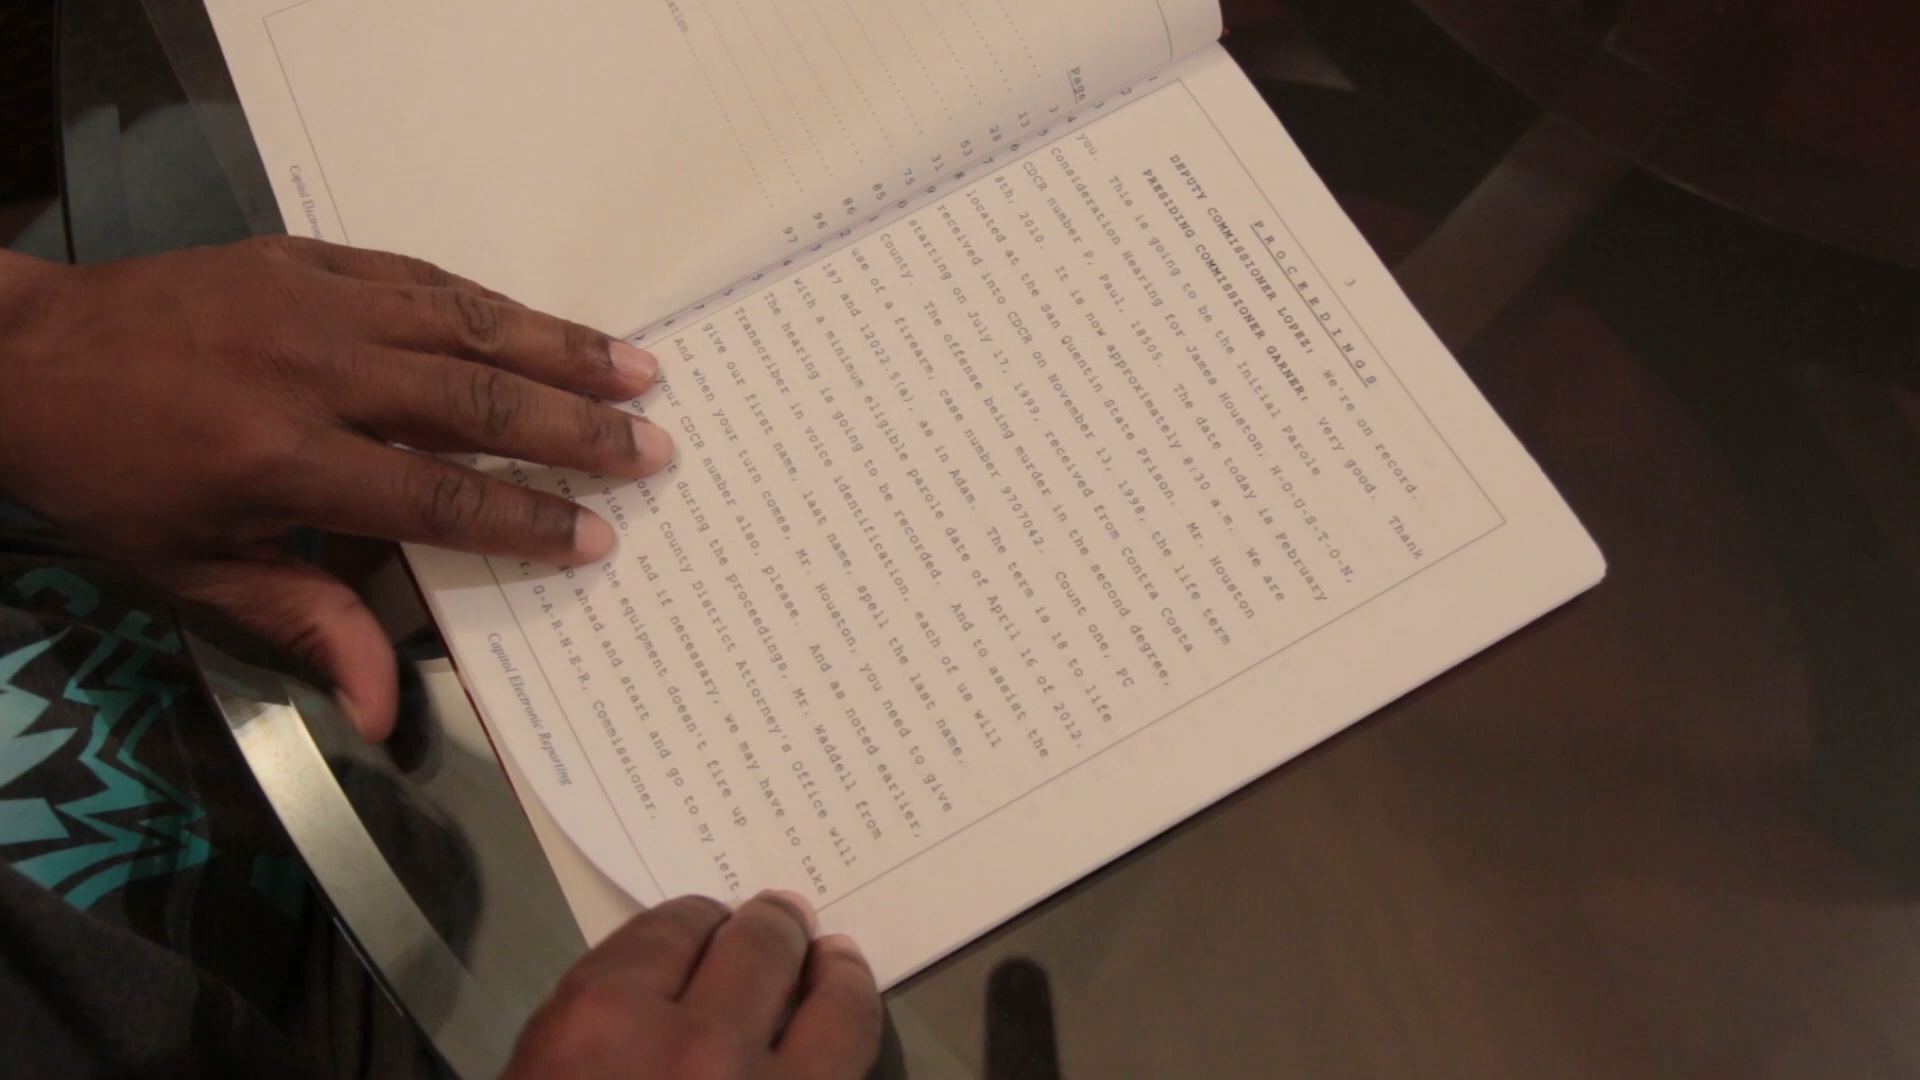 Page
3
13
28
53
31
75
85
86
96
97
Capitol Electronic
3
P R O C E E D I N G S
DEPUTY COMMISSIONER LOPEZ: We're on record.
PRESIDING COMMISSIONER GARNER: Very good. Thank
you.
This is going to be the Initial Parole
Consideration Hearing for James Houston, H-O-U-S-T-O-N,
CDCR number P, Paul, 18505. The date today is February
8th, 2010. It is now approximately 8:30 a.m. We are
located at the San Quentin State Prison. Mr. Houston
received into CDCR on November 13, 1998, the life term
starting on July 17, 1999, received from Contra Costa
County. The offense being murder in the second degree,
use of a firearm, case number 9707042. Count one, PC
187 and 12022.5(a), as in Adam. The term is 18 to life
with a minimum eligible parole date of April 16 of 2012.
The hearing is going to be recorded. And to assist the
Transcriber in voice identification, each of us will
give our first name, last name, spell the last name.
And when your turn comes, Mr. Houston, you need to give
your CDCR number also, please. And as noted earlier,
during the proceedings, Mr. Waddell from
Costa County District Attorney's Office will
video. And if necessary, we may have to take
the equipment doesn't fire up
ahead and start and go to my left
G-A-R-N-E-R, Commissioner.
Capitol Electronic Reporting